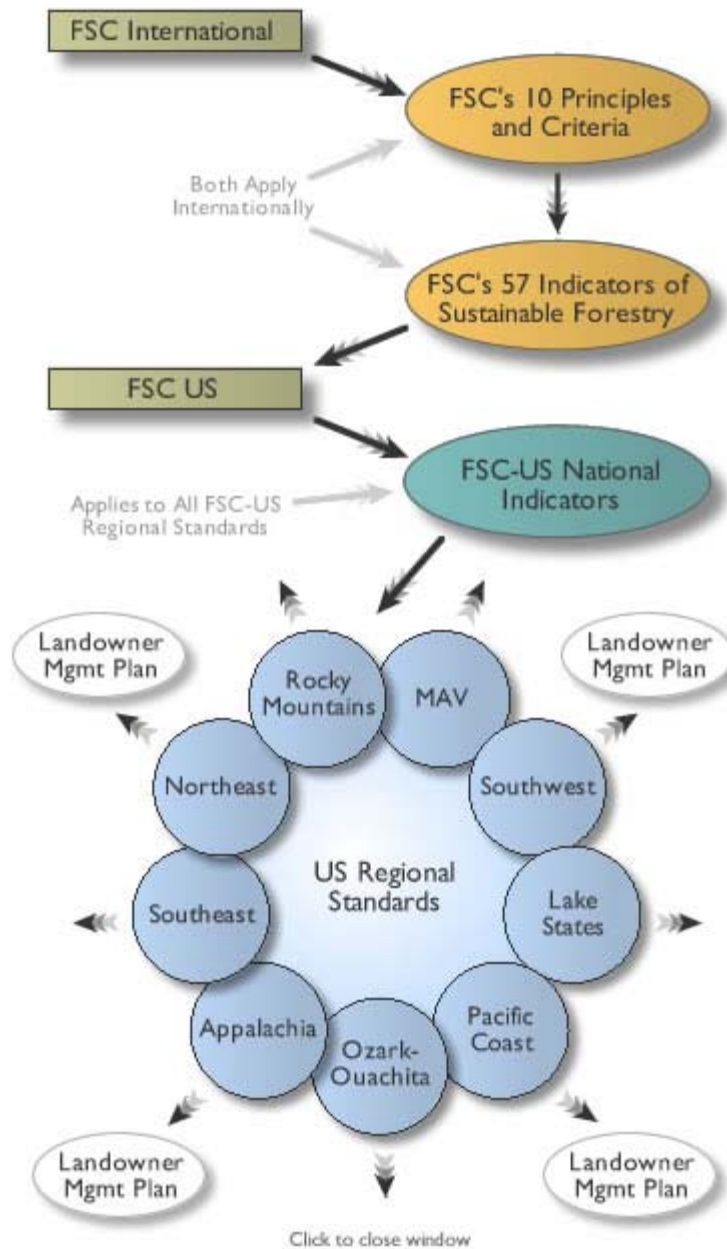 FSC International
FSC's 10 Principles
and Criteria
Both Apply
Internationally
FSC's 57 Indicators of
Sustainable Forestry
FSC US
FSC-US National
Indicators
Applies to All FSC-US
Regional Standards
Landowner
Mgmt Plan
Rocky
Mountains
MAV
Landowner
Mgmt Plan
Northeast
Southwest
US Regional
Standards
Southeast
Lake
States
Appalachia
Ozark-
Ouachita
Pacific
Coast
Landowner
Mgmt Plan
Landowner
Mgmt Plan
Click to close window